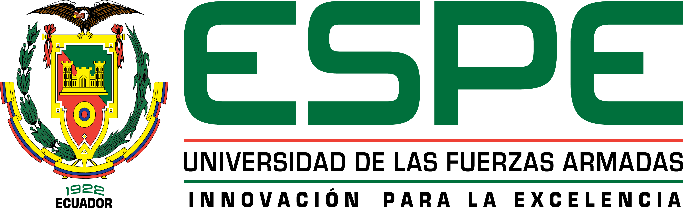 ESPE
UNIVERSIDAD DE LAS FUERZAS ARMADAS
INNOVACIÓN PARA LA EXCELENCIA
1922
ECUADOR